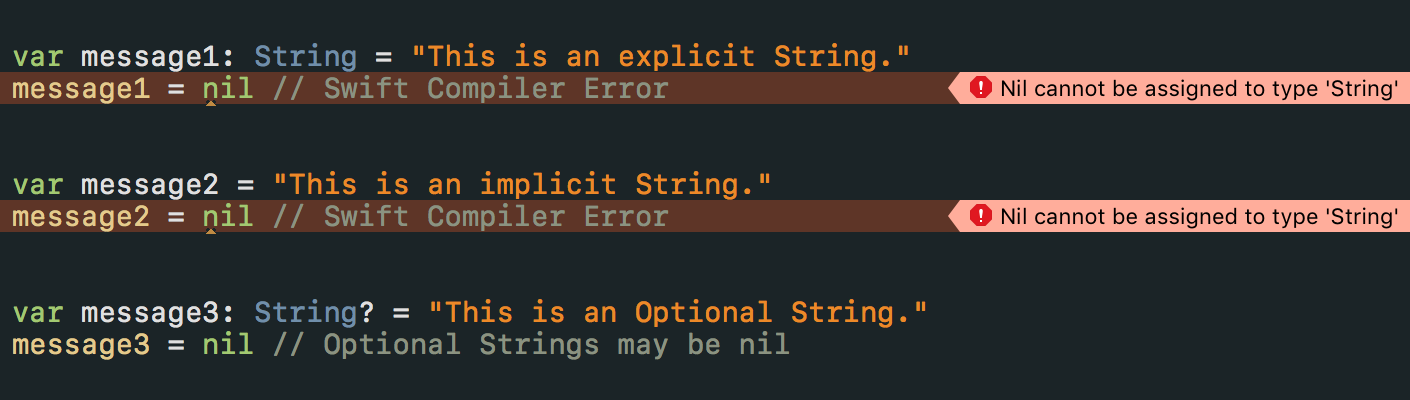 var message1: String = "This is an explicit String."
message1 = nil // Swift Compiler Error
Nil cannot be assigned to type 'String'
var message2 = "This is an implicit String."
message2 = nil // Swift Compiler Error
Nil cannot be assigned to type 'String'
var message3: String? = "This is an Optional String."
message3 = nil // Optional Strings may be nil